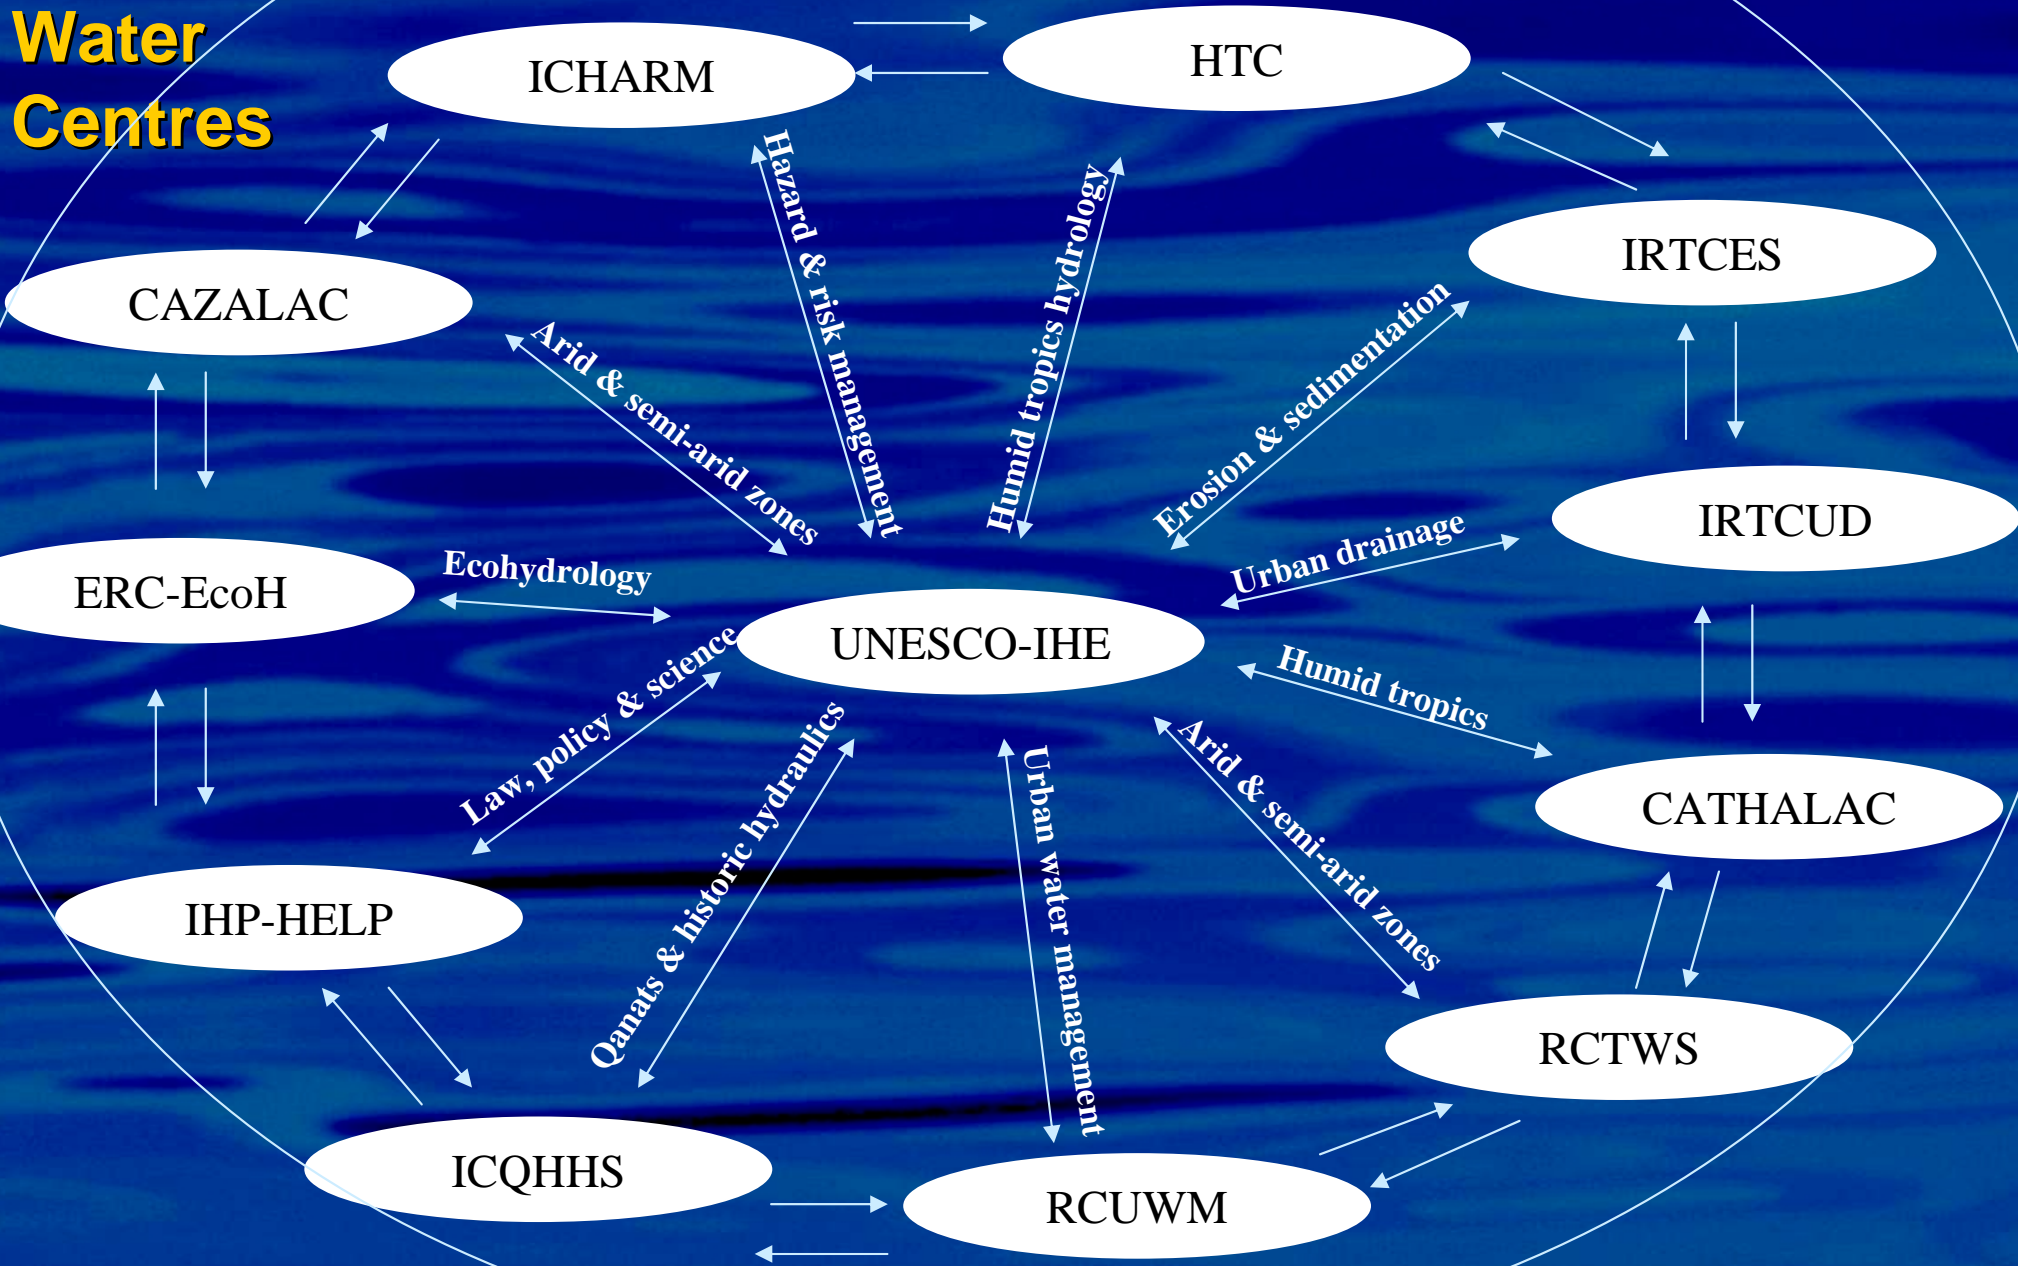 Water
Centres
ICHARM
HTC
IRTCES
CAZALAC
IRTCUD
ERC-EcoH
UNESCO-IHE
CATHALAC
IHP-HELP
RCTWS
ICQHHS
RCUWM
Hazard & risk management
Humid tropics hydrology
Erosion & sedimentation
Arid & semi-arid zones
Urban drainage
Ecohydrology
Humid tropics
Law, policy & science
Qanats & historic hydraulics
Urban water management
Arid & semi-arid zones